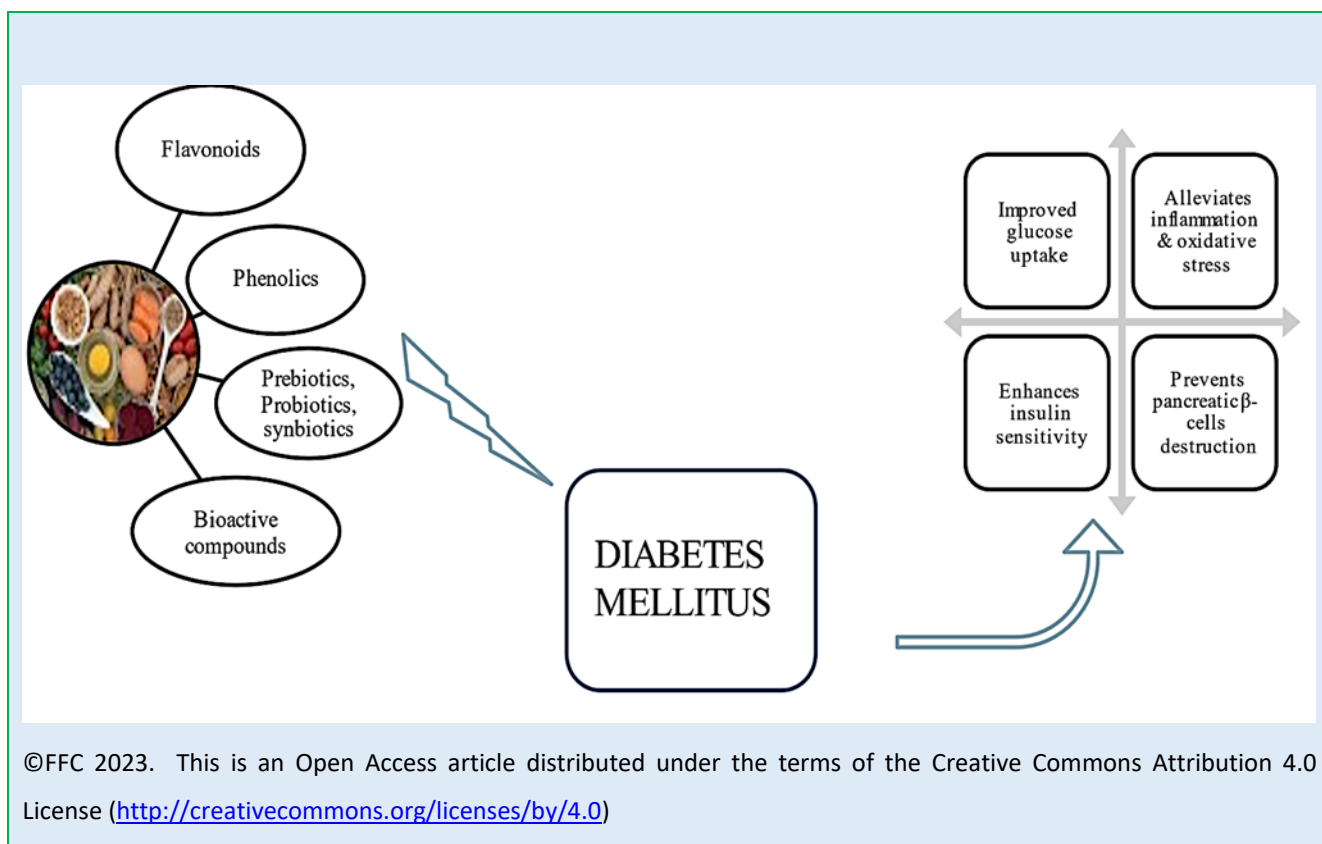 Flavonoids
Phenolics
Prebiotics,
Probiotics,
synbiotics
Bioactive
compounds
DIABETES
MELLITUS
Improved
glucose
uptake
Alleviates
inflammation
& oxidative
stress
Enhances
insulin
sensitivity
Prevents
pancreatic β-
cells
destruction
©FFC 2023. This is an Open Access article distributed under the terms of the Creative Commons Attribution 4.0
License (http://creativecommons.org/licenses/by/4.0)